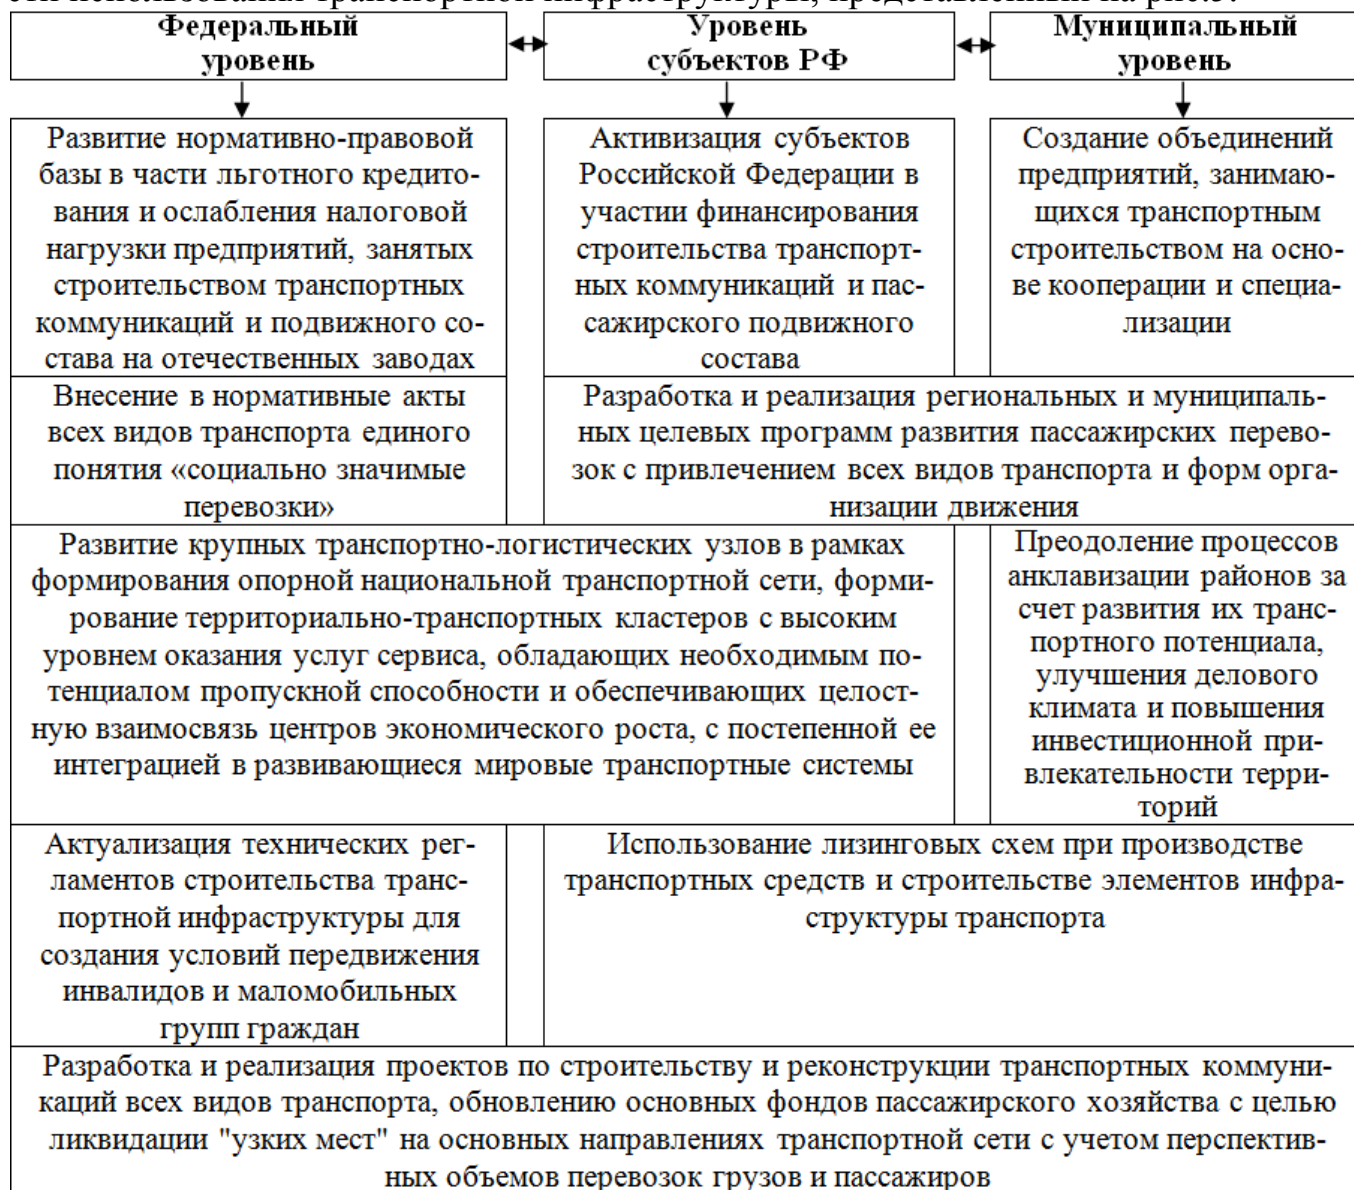 сти использования транспортной инфраструктуры, представленный на рис.3.
Федеральный
уровень
Уровень
субъектов РФ
Муниципальный
уровень
Развитие нормативно-правовой
базы в части льготного кредито-
вания и ослабления налоговой
нагрузки предприятий, занятых
строительством транспортных
коммуникаций и подвижного со-
става на отечественных заводах
Активизация субъектов
Российской Федерации в
участии финансирования
строительства транспорт-
ных коммуникаций и пас-
сажирского подвижного
состава
Создание объединений
предприятий, занимаю-
щихся транспортным
строительством на осно-
ве кооперации и специа-
лизации
Внесение в нормативные акты
всех видов транспорта единого
понятия «социально значимые
перевозки»
Разработка и реализация региональных и муниципаль-
ных целевых программ развития пассажирских перево-
зок с привлечением всех видов транспорта и форм орга-
низации движения
Развитие крупных транспортно-логистических узлов в рамках
формирования опорной национальной транспортной сети, форми-
рование территориально-транспортных кластеров с высоким
уровнем оказания услуг сервиса, обладающих необходимым по-
тенциалом пропускной способности и обеспечивающих целост-
ную взаимосвязь центров экономического роста, с постепенной ее
интеграцией в развивающиеся мировые транспортные системы
Преодоление процессов
анклавизации районов за
счет развития их транс-
портного потенциала,
улучшения делового
климата и повышения
инвестиционной при-
влекательности терри-
торий
Актуализация технических рег-
ламентов строительства транс-
портной инфраструктуры для
создания условий передвижения
инвалидов и маломобильных
групп граждан
Использование лизинговых схем при производстве
транспортных средств и строительстве элементов инфра-
структуры транспорта
Разработка и реализация проектов по строительству и реконструкции транспортных коммуни-
каций всех видов транспорта, обновлению основных фондов пассажирского хозяйства с целью
ликвидации "узких мест" на основных направлениях транспортной сети с учетом перспектив-
ных объемов перевозок грузов и пассажиров